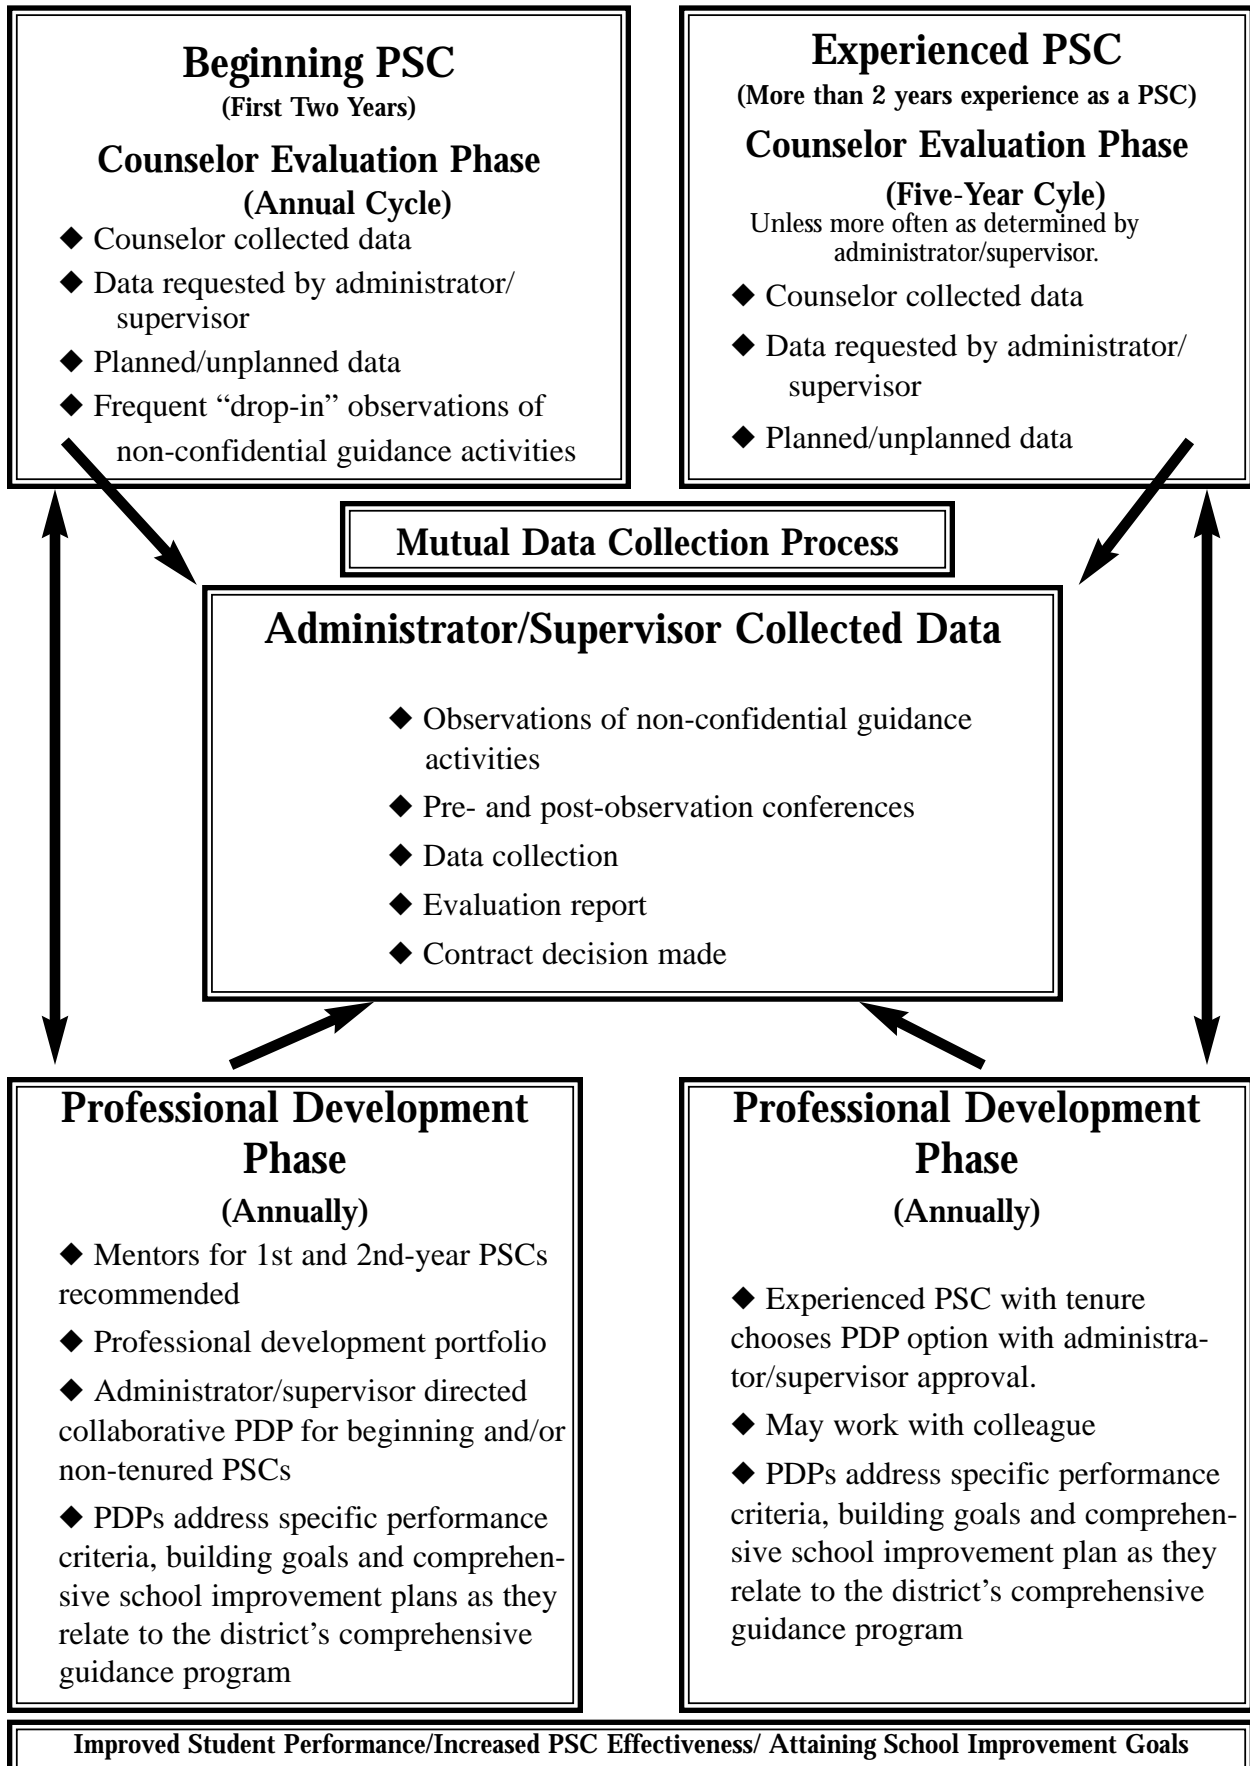 Beginning PSC
(First Two Years)
Counselor Evaluation Phase
(Annual Cycle)
◆ Counselor collected data
◆ Data requested by administrator/
supervisor
◆ Planned/unplanned data
◆ Frequent “drop-in” observations of
non-confidential guidance activities
Experienced PSC
(More than 2 years experience as a PSC)
Counselor Evaluation Phase
(Five-Year Cyle)
Unless more often as determined by
administrator/supervisor.
◆ Counselor collected data
◆ Data requested by administrator/
supervisor
◆ Planned/unplanned data
Mutual Data Collection Process
Administrator/Supervisor Collected Data
◆ Observations of non-confidential guidance
activities
◆ Pre- and post-observation conferences
◆ Data collection
◆ Evaluation report
◆ Contract decision made
Professional Development
Phase
(Annually)
◆ Mentors for 1st and 2nd-year PSCs
recommended
◆ Professional development portfolio
◆ Administrator/supervisor directed
collaborative PDP for beginning and/or
non-tenured PSCs
◆ PDPs address specific performance
criteria, building goals and comprehen-
sive school improvement plans as they
relate to the district’s comprehensive
guidance program
Professional Development
Phase
(Annually)
◆ Experienced PSC with tenure
chooses PDP option with administra-
tor/supervisor approval.
◆ May work with colleague
◆ PDPs address specific performance
criteria, building goals and comprehen-
sive school improvement plan as they
relate to the district’s comprehensive
guidance program
Improved Student Performance/Increased PSC Effectiveness/ Attaining School Improvement Goals